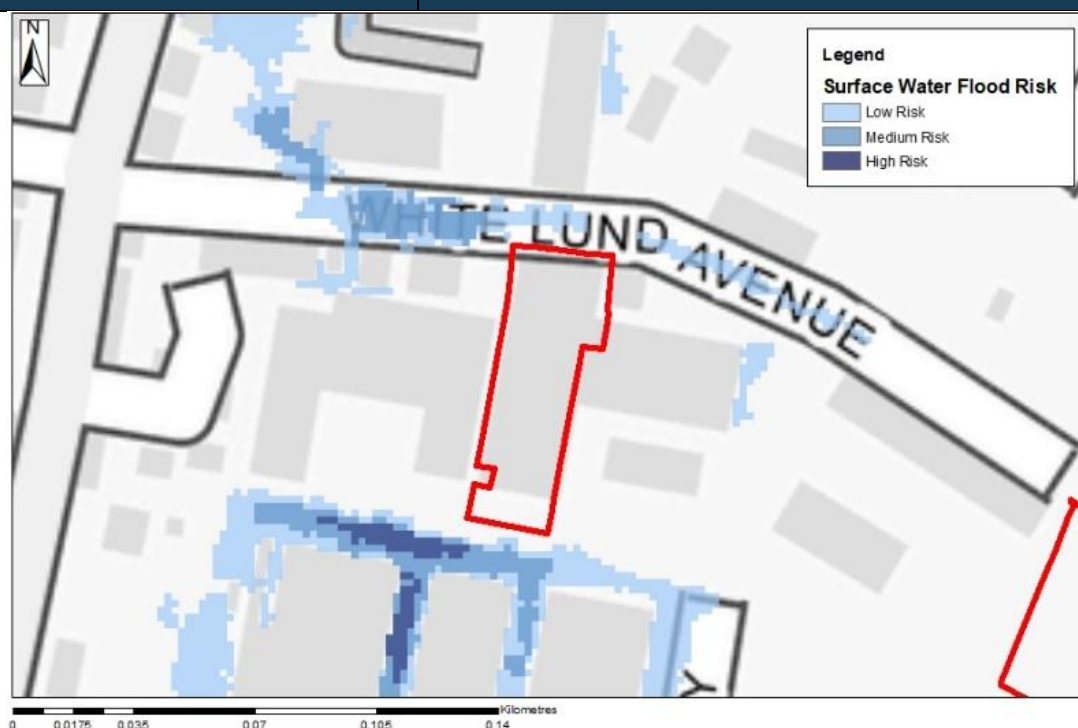 N
Legend
Surface Water Flood Risk
Low Risk
Medium Risk
High Risk
WHITE LUND AVENUE
Y
Kilometres
0 0.0175 0.035 0.07 0.105 0.14